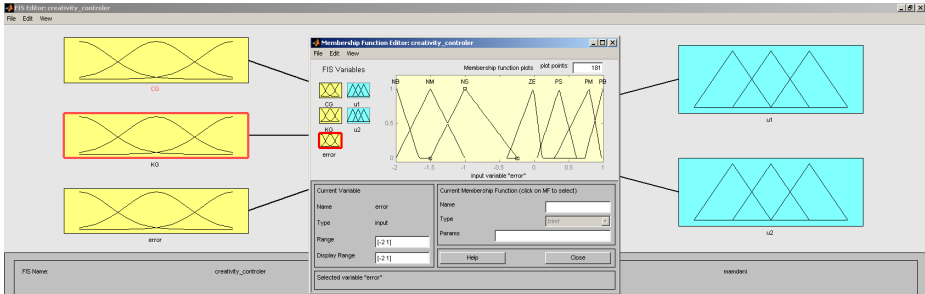 FIS Editor: creativity_controler
File Edit View
CG
KG
error
Membership Function Editor: creativity_controler
File Edit View
FIS Variables
CG
u1
KG
u2
error
Membership function plots
plot points:
181
NB NM NS ZE PS PM PB
1
0.5
0
-2 -1.5 -1 -0.5 0 0.5 1
input variable "error"
Current Variable
Name error
Type input
Range [-2 1]
Display Range [-2 1]
Current Membership Function (click on MF to select)
Name
Type trimf
Params
Help Close
Selected variable "error"
u1
u2
FIS Name: creativity_controler
mamdani